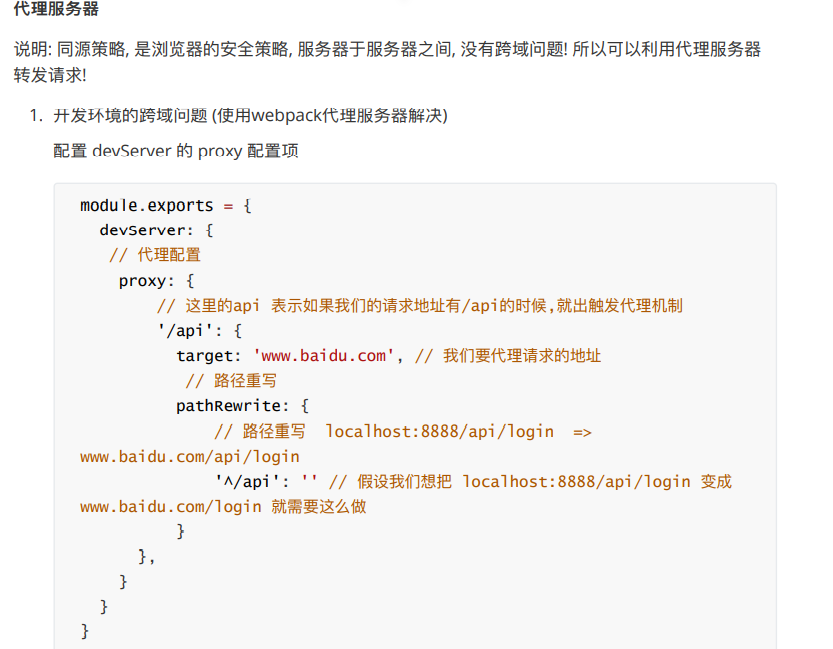 代理服务器
说明: 同源策略, 是浏览器的安全策略, 服务器于服务器之间, 没有跨域问题! 所以可以利用代理服务器
转发请求!
1. 开发环境的跨域问题 (使用webpack代理服务器解决)
配置 devServer 的 proxy 配置项
module.exports = {
devServer: {
// 代理配置
proxy: {
// 这里的api 表示如果我们的请求地址有/api的时候,就出触发代理机制
'/api': {
target: 'www.baidu.com', // 我们要代理请求的地址
// 路径重写
pathRewrite: {
// 路径重写  localhost:8888/api/login  =>
www.baidu.com/api/login
'^/api': '' // 假设我们想把 localhost:8888/api/login 变成
www.baidu.com/login 就需要这么做
}
},
}
}
}